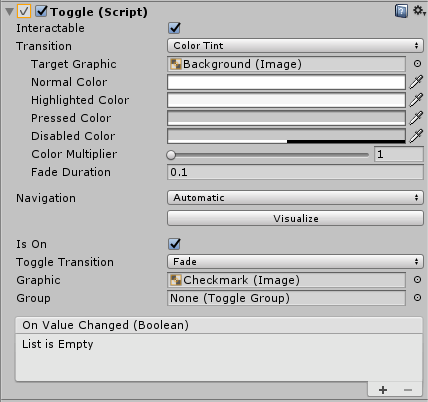 Toggle (Script)
Interactable
Transition Color Tint
Target Graphic Background (Image)
Normal Color
Highlighted Color
Pressed Color
Disabled Color
Color Multiplier 1
Fade Duration 0.1
Navigation Automatic
Visualize
Is On
Toggle Transition Fade
Graphic Checkmark (Image)
Group None (Toggle Group)
On Value Changed (Boolean)
List is Empty
+ −